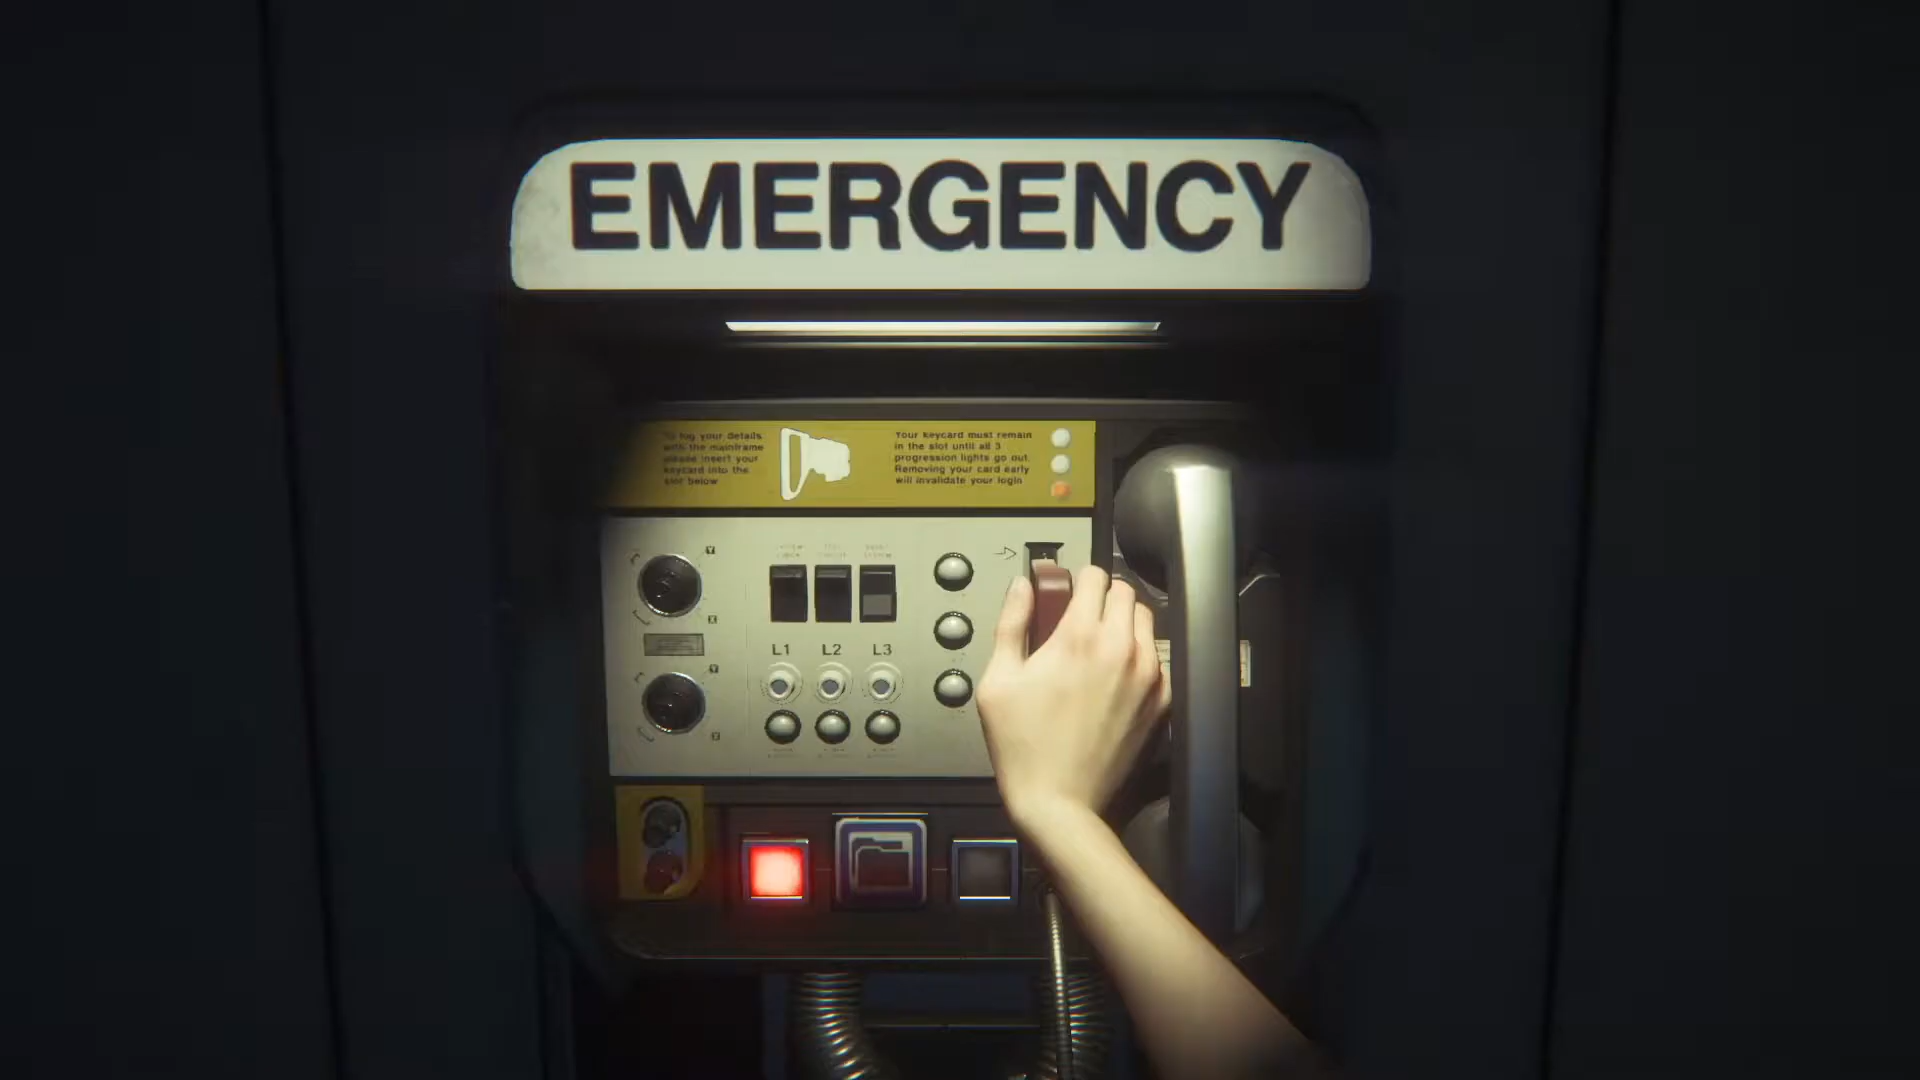 EMERGENCY
To log your details
with the mainframe
please insert your
keycard into the
slot below
Your keycard must remain
in the slot until all 3
progression lights go out.
Removing your card early
will invalidate your login
L1 L2 L3